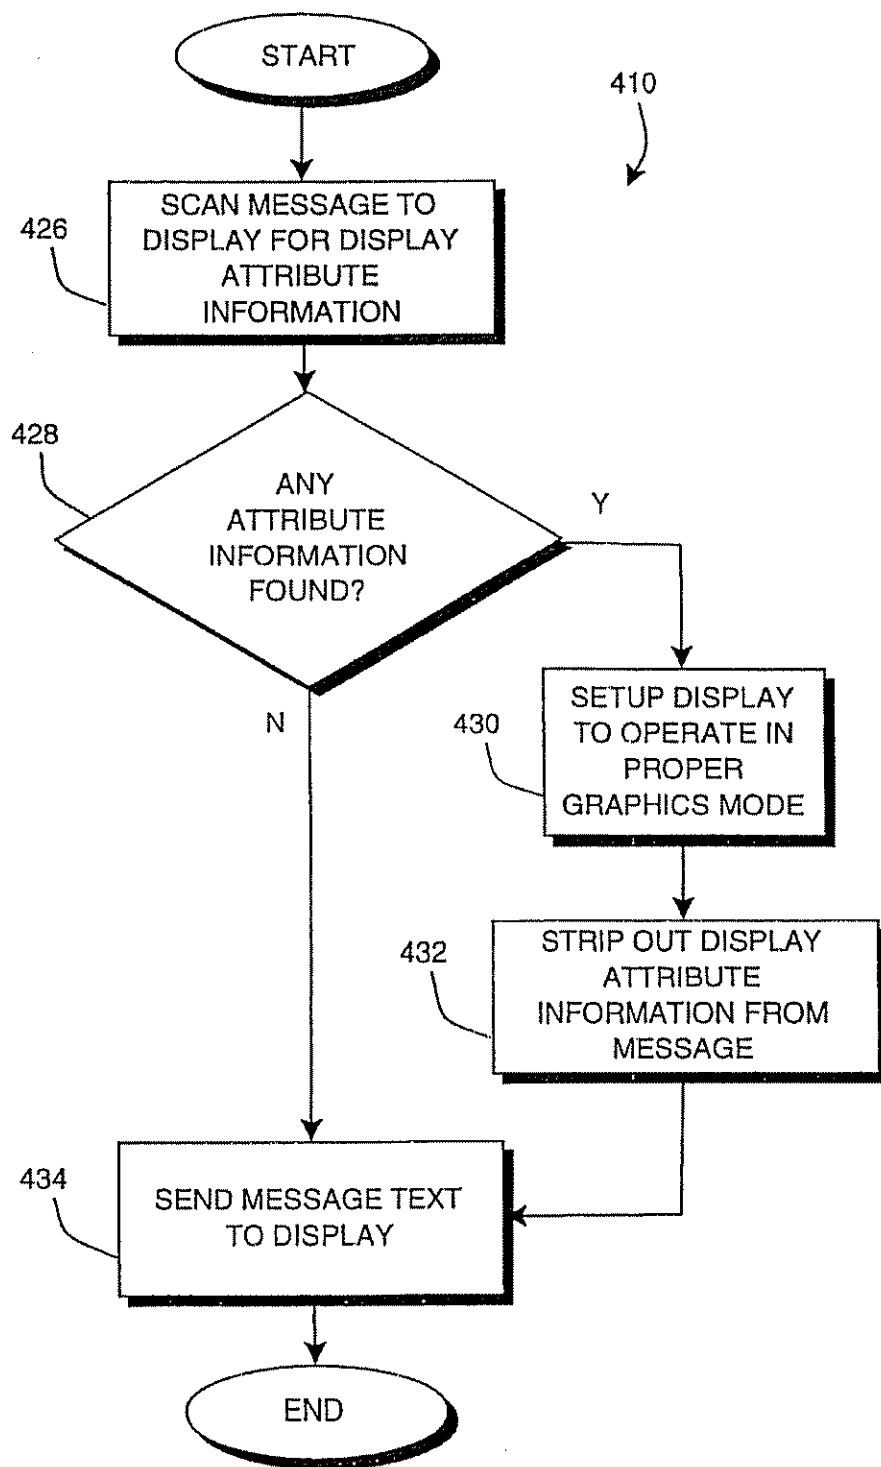 START
410
SCAN MESSAGE TO
DISPLAY FOR DISPLAY
ATTRIBUTE
INFORMATION
426
428
ANY
ATTRIBUTE
INFORMATION
FOUND?
Y
N
SETUP DISPLAY
TO OPERATE IN
PROPER
GRAPHICS MODE
430
STRIP OUT DISPLAY
ATTRIBUTE
INFORMATION FROM
MESSAGE
432
434
SEND MESSAGE TEXT
TO DISPLAY
END